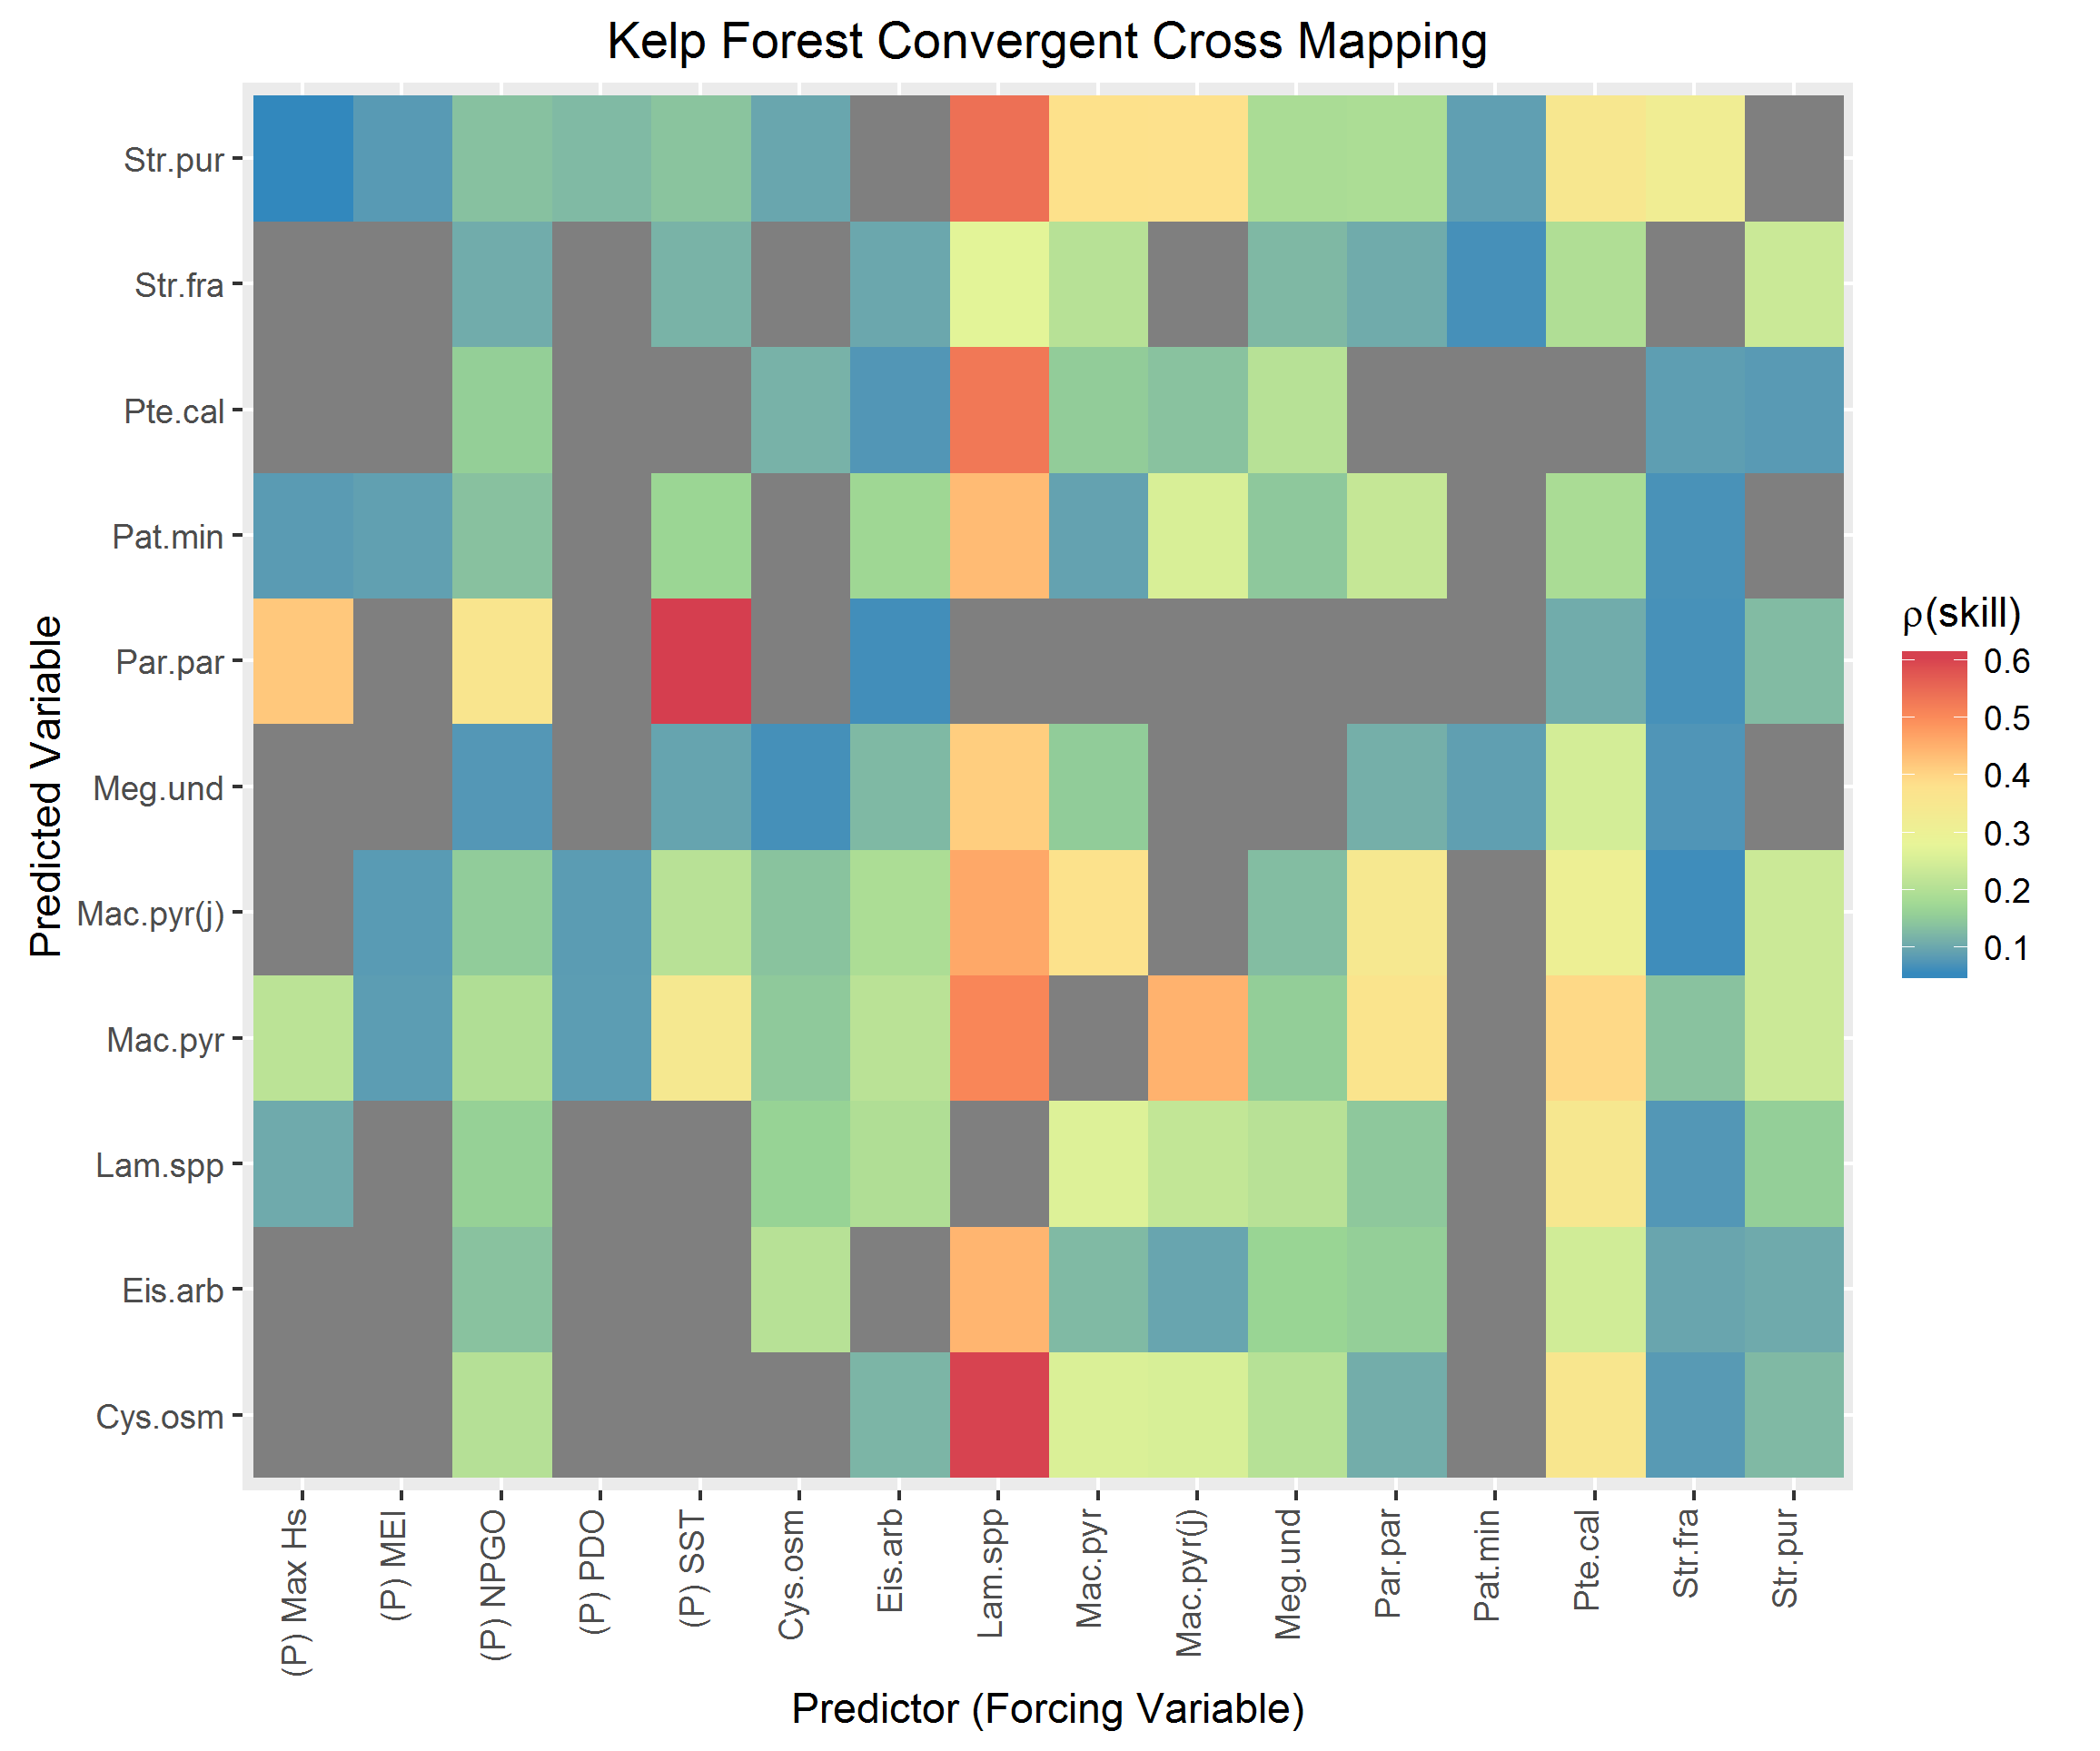 Kelp Forest Convergent Cross Mapping
Predicted Variable
Str.pur
Str.fra
Pte.cal
Pat.min
Par.par
Meg.und
Mac.pyr(j)
Mac.pyr
Lam.spp
Eis.arb
Cys.osm
(P) Max Hs
(P) MEI
(P) NPGO
(P) PDO
(P) SST
Cys.osm
Eis.arb
Lam.spp
Mac.pyr
Mac.pyr(j)
Meg.und
Par.par
Pat.min
Pte.cal
Str.fra
Str.pur
Predictor (Forcing Variable)
ρ(skill)
0.6
0.5
0.4
0.3
0.2
0.1